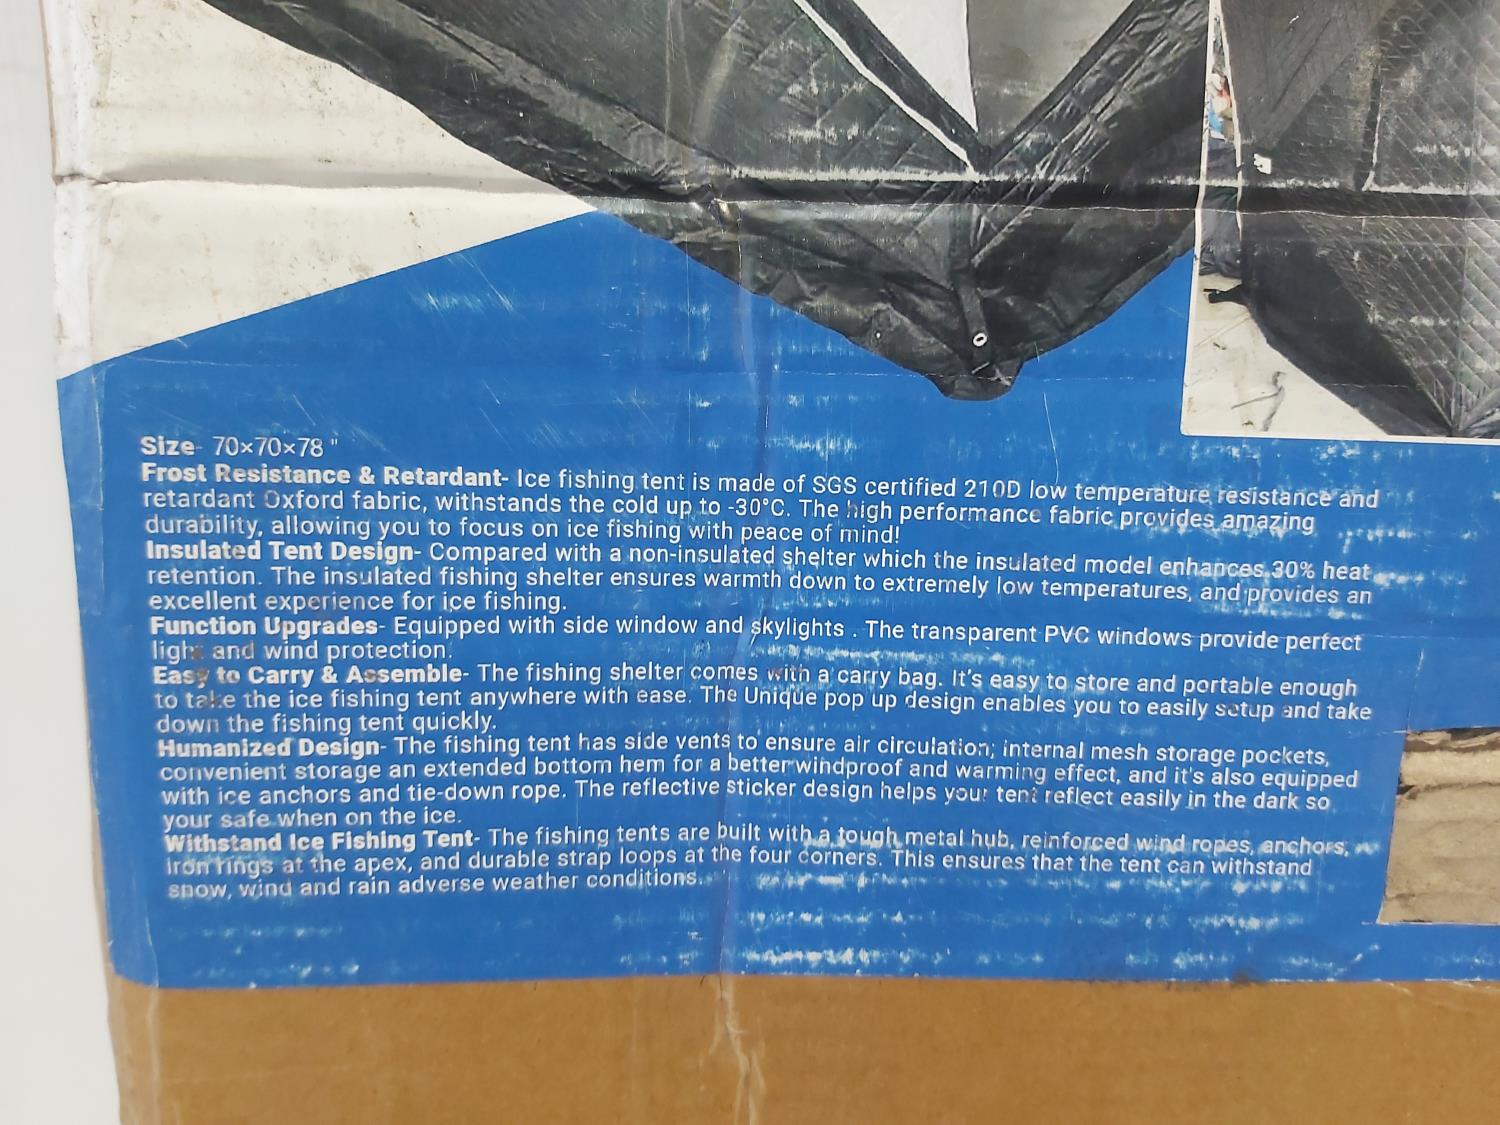 Size- 70×70×78 "
Frost Resistance & Retardant- Ice fishing tent is made of SGS certified 210D low temperature resistance and
retardant Oxford fabric, withstands the cold up to -30°C. The high performance fabric provides amazing
durability, allowing you to focus on ice fishing with peace of mind!
Insulated Tent Design- Compared with a non-insulated shelter which the insulated model enhances 30% heat
retention. The insulated fishing shelter ensures warmth down to extremely low temperatures, and provides an
excellent experience for ice fishing.
Function Upgrades- Equipped with side window and skylights . The transparent PVC windows provide perfect
light and wind protection.
Easy to Carry & Assemble- The fishing shelter comes with a carry bag. It's easy to store and portable enough
to take the ice fishing tent anywhere with ease. The Unique pop up design enables you to easily setup and take
down the fishing tent quickly.
Humanized Design- The fishing tent has side vents to ensure air circulation; internal mesh storage pockets,
convenient storage an extended bottom hem for a better windproof and warming effect, and it's also equipped
with ice anchors and tie-down rope. The reflective sticker design helps your tent reflect easily in the dark so
your safe when on the ice.
Withstand Ice Fishing Tent- The fishing tents are built with a tough metal hub, reinforced wind ropes, anchors,
iron rings at the apex, and durable strap loops at the four corners. This ensures that the tent can withstand
snow, wind and rain adverse weather conditions.